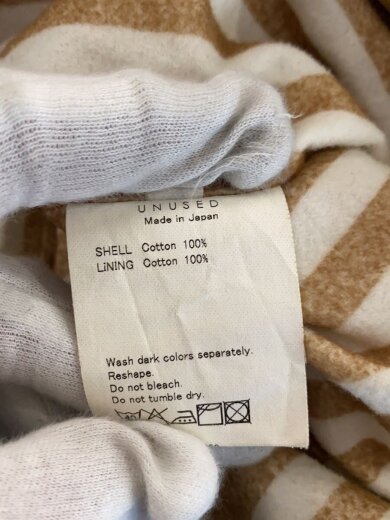 UNUSED
Made in Japan
SHELL Cotton 100%
LiNING Cotton 100%
Wash dark colors separately.
Reshape.
Do not bleach.
Do not tumble dry.